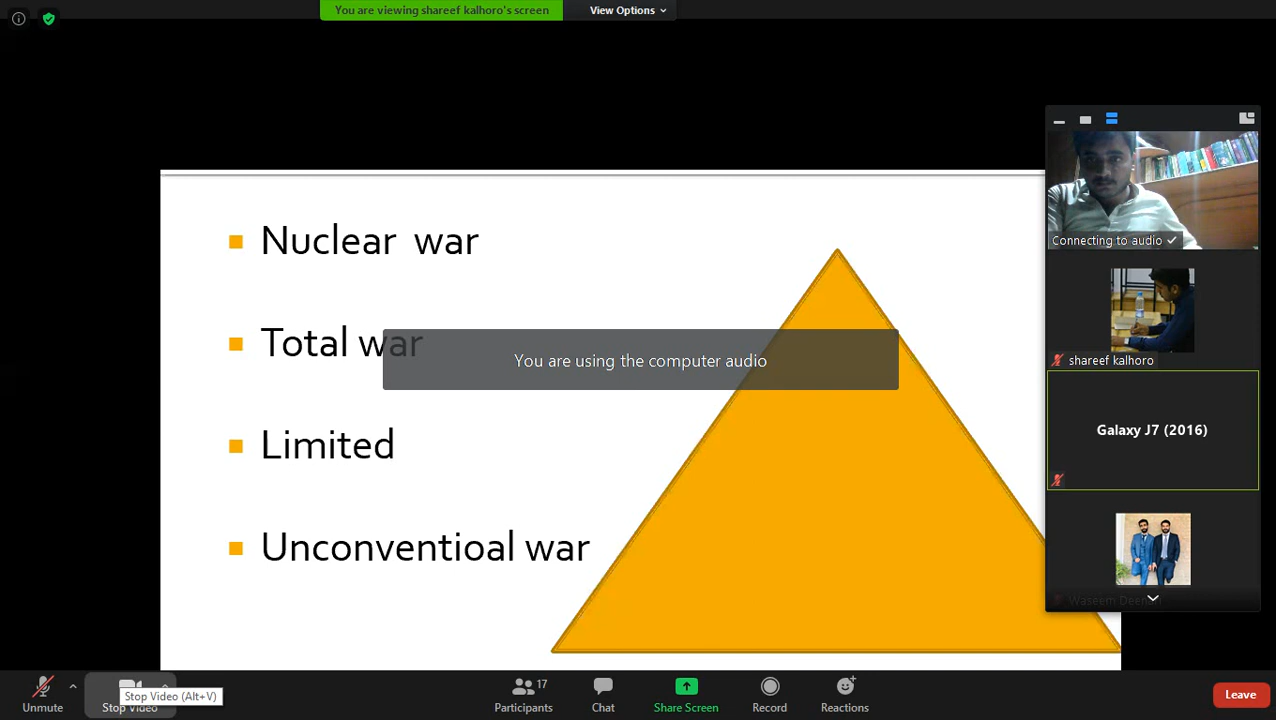 You are viewing shareef kalhoro's screen
View Options
Nuclear war
Total war
Limited
Unconventioal war
You are using the computer audio
Connecting to audio
shareef kalhoro
Galaxy J7 (2016)
Waseem
Unmute
Stop Video
Stop Video (Alt+V)
Participants
17
Chat
Share Screen
Record
Reactions
Leave